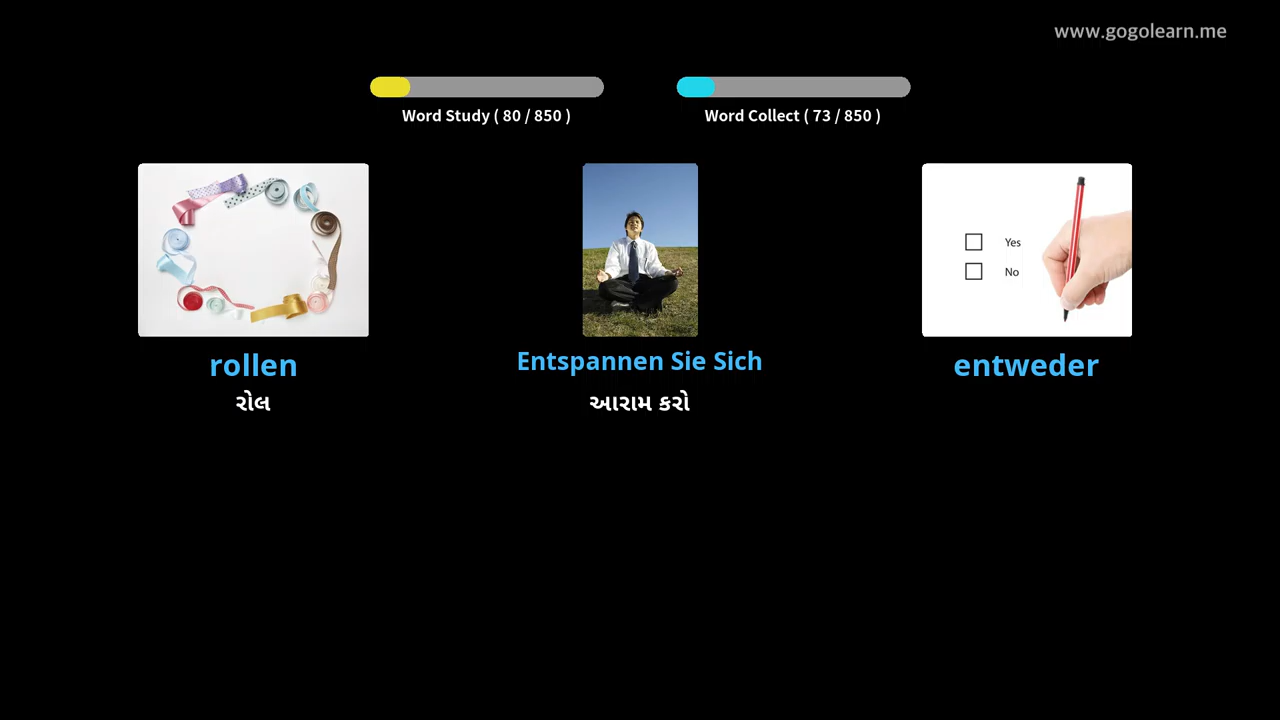 www.gogolearn.me
Word Study ( 80 / 850 )
Word Collect ( 73 / 850 )
Yes
No
rollen
Entspannen Sie Sich
entweder
રોલ
આરામ કરો